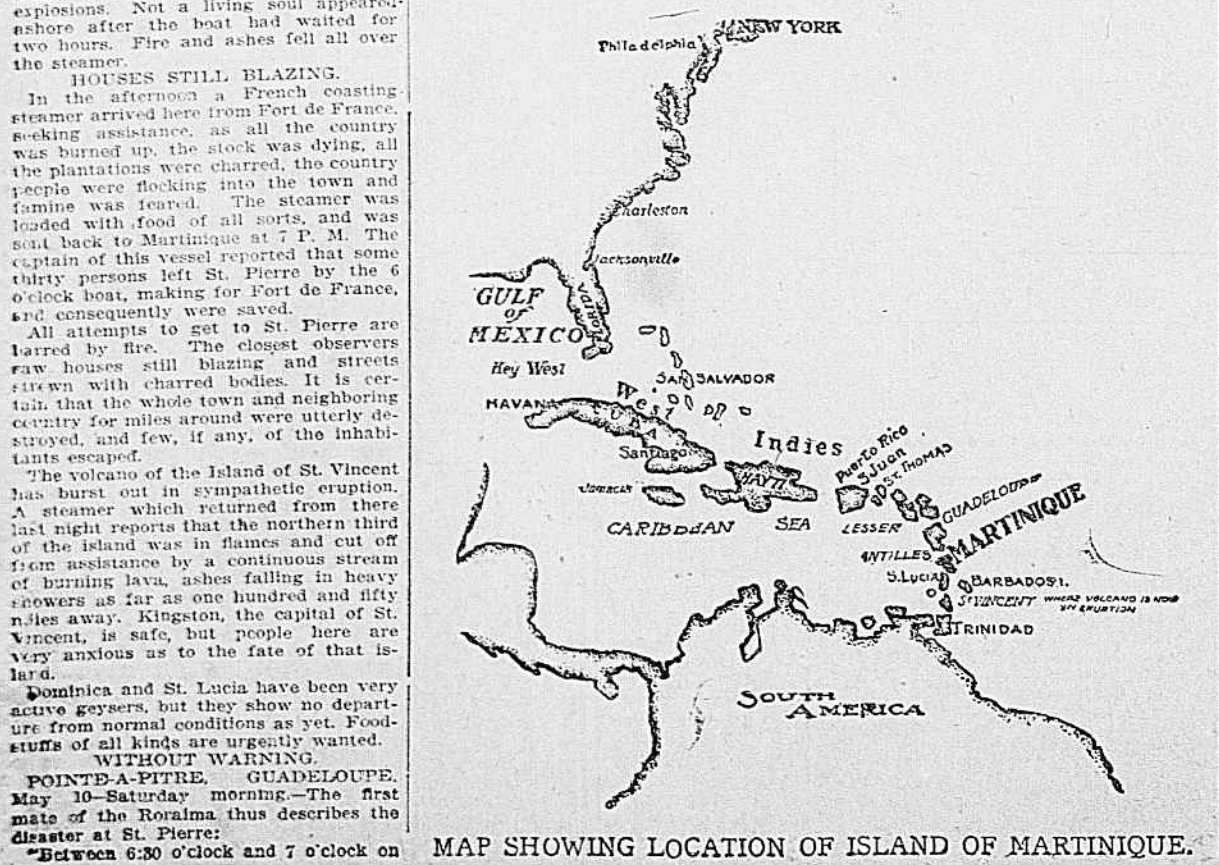 explosions. Not a living soul appeared
ashore after the boat had waited for
two hours. Fire and ashes fell all over
the steamer.
HOUSES STILL BLAZING.
In the afternoon a French coasting
steamer arrived here from Fort de France,
seeking assistance, as all the country
was burned up, the stock was dying, all
the plantations were charred, the country
people were flocking into the town and
famine was feared. The steamer was
loaded with food of all sorts, and was
sent back to Martinique at 7 P. M. The
captain of this vessel reported that some
thirty persons left St. Pierre by the 6
o'clock boat, making for Fort de France,
and consequently were saved.
All attempts to get to St. Pierre are
barred by fire. The closest observers
saw houses still blazing and streets
strewn with charred bodies. It is cer-
tain that the whole town and neighboring
country for miles around were utterly de-
stroyed, and few, if any, of the inhabi-
tants escaped.
The volcano of the Island of St. Vincent
has burst out in sympathetic eruption.
A steamer which returned from there
last night reports that the northern third
of the island was in flames and cut off
from assistance by a continuous stream
of burning lava, ashes falling in heavy
showers as far as one hundred and fifty
miles away. Kingston, the capital of St.
Vincent, is safe, but people here are
very anxious as to the fate of that is-
land.
Dominica and St. Lucia have been very
active geysers, but they show no depart-
ure from normal conditions as yet. Food-
stuffs of all kinds are urgently wanted.
WITHOUT WARNING.
POINTE-A-PITRE, GUADELOUPE,
May 10—Saturday morning.—The first
mate of the Roraima thus describes the
disaster at St. Pierre:
"Between 6:30 o'clock and 7 o'clock on
NEW YORK
Philadelphia
Charleston
Jacksonville
FLORIDA
GULF
of
MEXICO
Key West
SAN SALVADOR
HAVANA
CUBA
West
Indies
Santiago
Jamaica
HAYTI
Puerto Rico
S. Juan
ST. THOMAS
CARIBBEAN SEA
LESSER
ANTILLES
GUADELOUPE
MARTINIQUE
S. LUCIA
BARBADOS I.
ST VINCENT WHERE VOLCANO IS NOW
IN ERUPTION
TRINIDAD
SOUTH
AMERICA
MAP SHOWING LOCATION OF ISLAND OF MARTINIQUE.